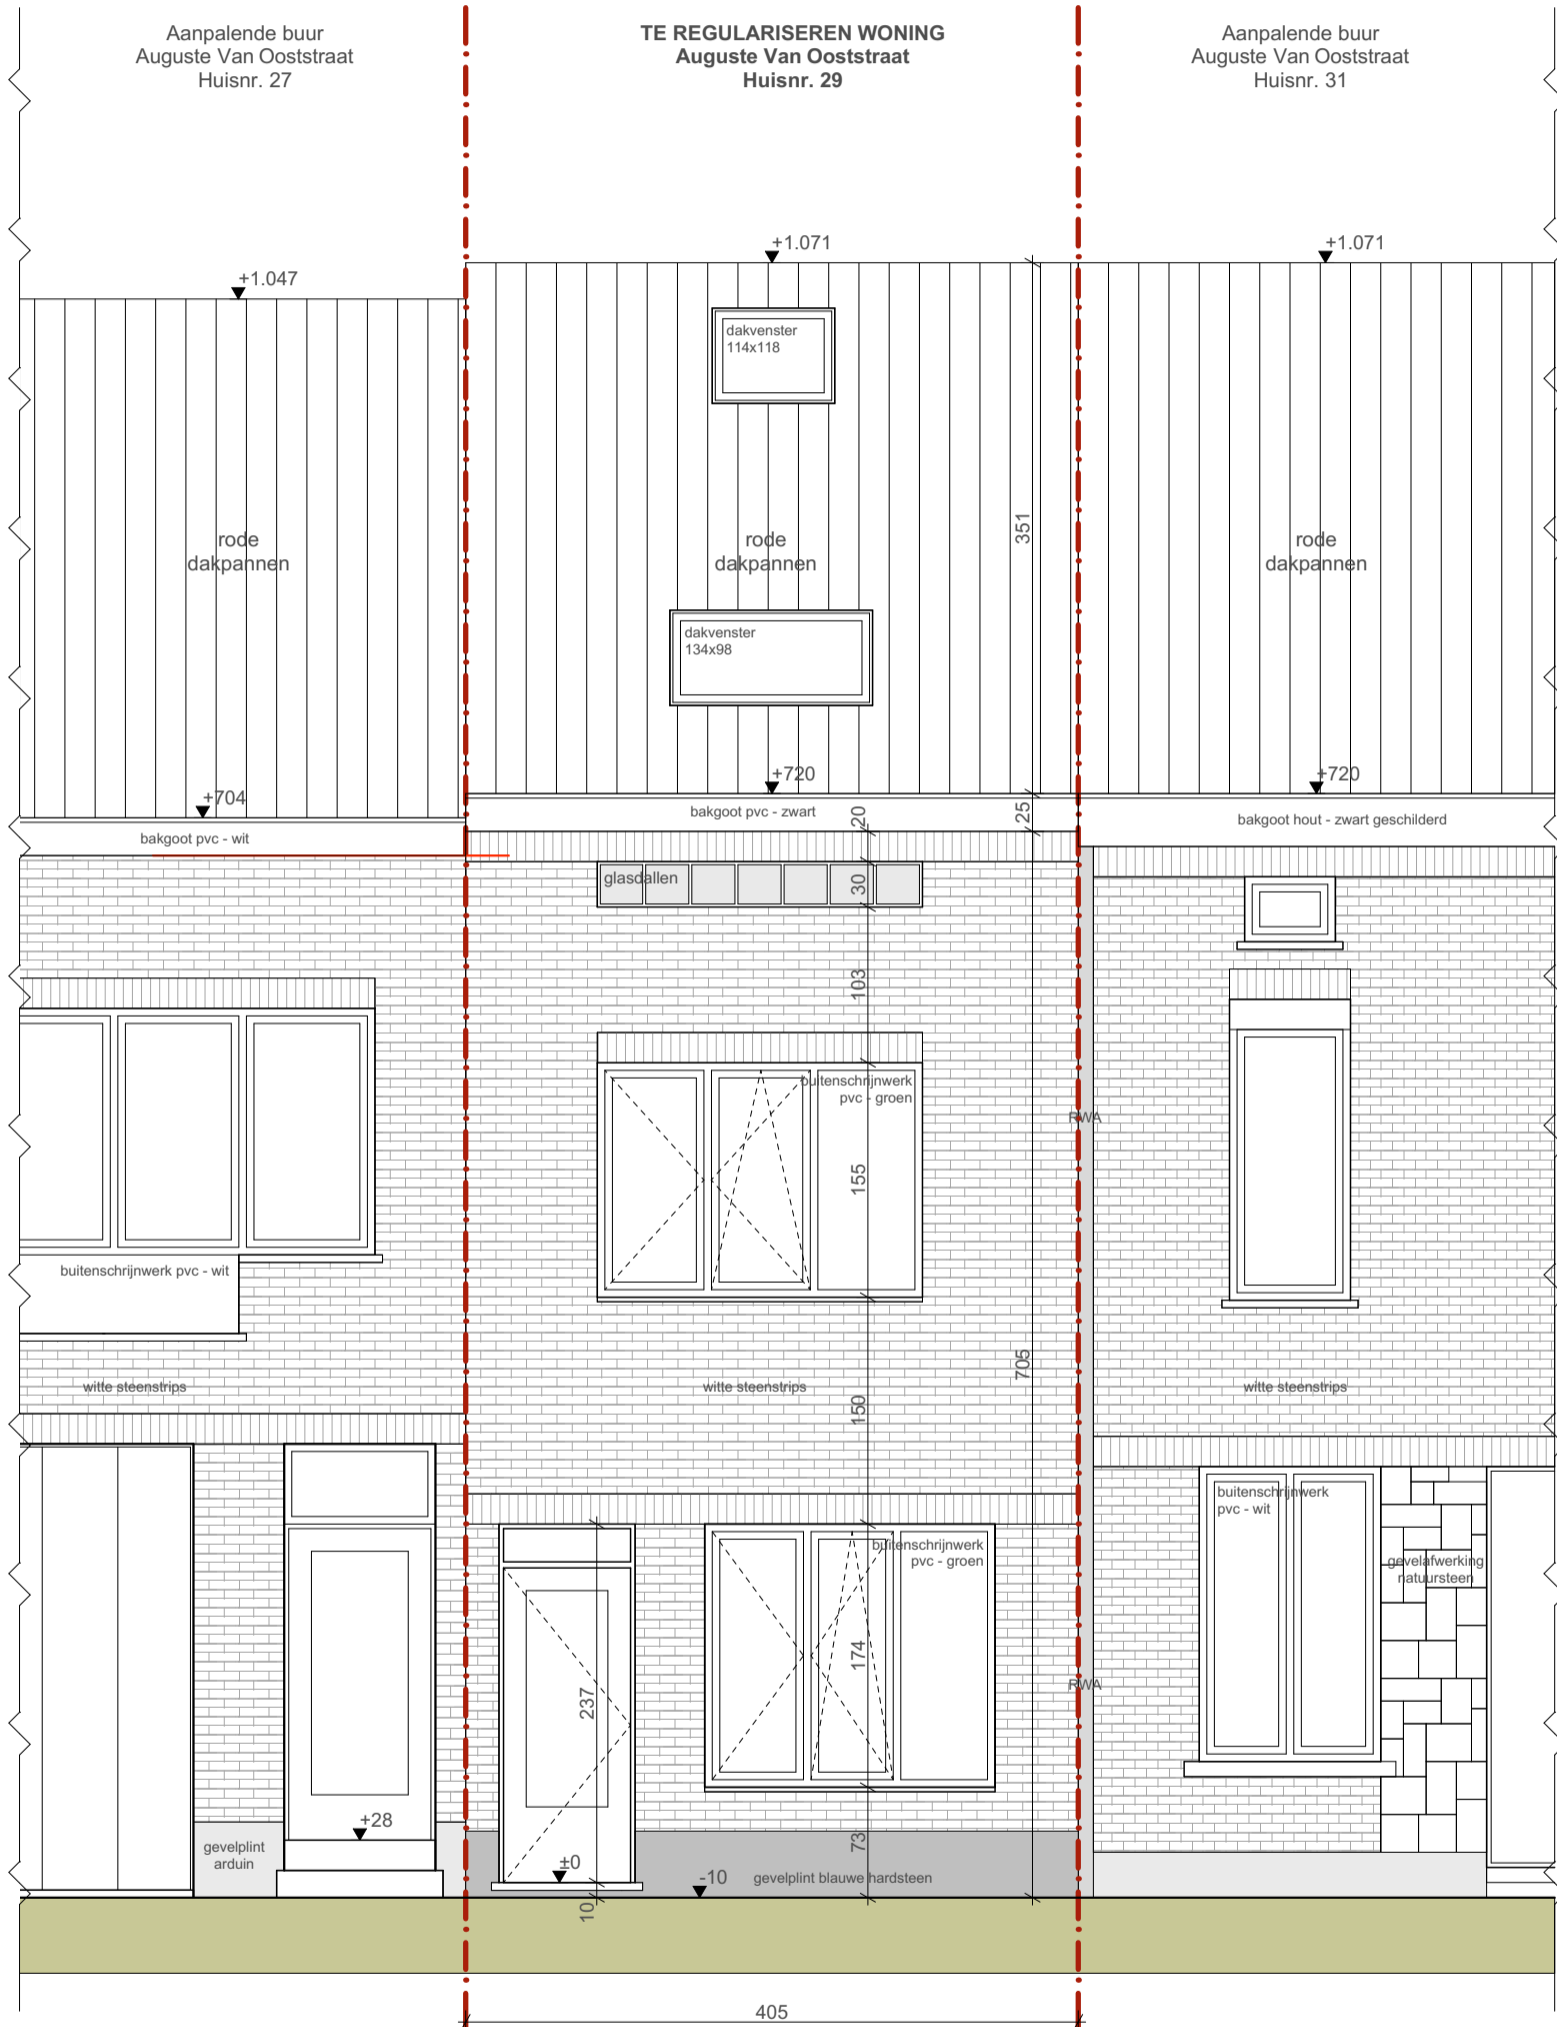 Aanpalende buur
Auguste Van Ooststraat
Huisnr. 27
TE REGULARISEREN WONING
Auguste Van Ooststraat
Huisnr. 29
Aanpalende buur
Auguste Van Ooststraat
Huisnr. 31
+1.071
+1.071
+1.047
dakvenster
114x118
351
rode
dakpannen
rode
dakpannen
rode
dakpannen
dakvenster
134x98
+720
+720
+704
bakgoot pvc - zwart
20
25
bakgoot hout - zwart geschilderd
bakgoot pvc - wit
glasdallen
30
103
buitenschrijnwerk
pvc - groen
RWA
155
buitenschrijnwerk pvc - wit
705
witte steenstrips
witte steenstrips
witte steenstrips
150
buitenschrijnwerk
pvc - wit
buitenschrijnwerk
pvc - groen
gevelafwerking
natuursteen
174
RWA
237
+28
gevelplint
arduin
73
±0
-10
gevelplint blauwe hardsteen
10
405